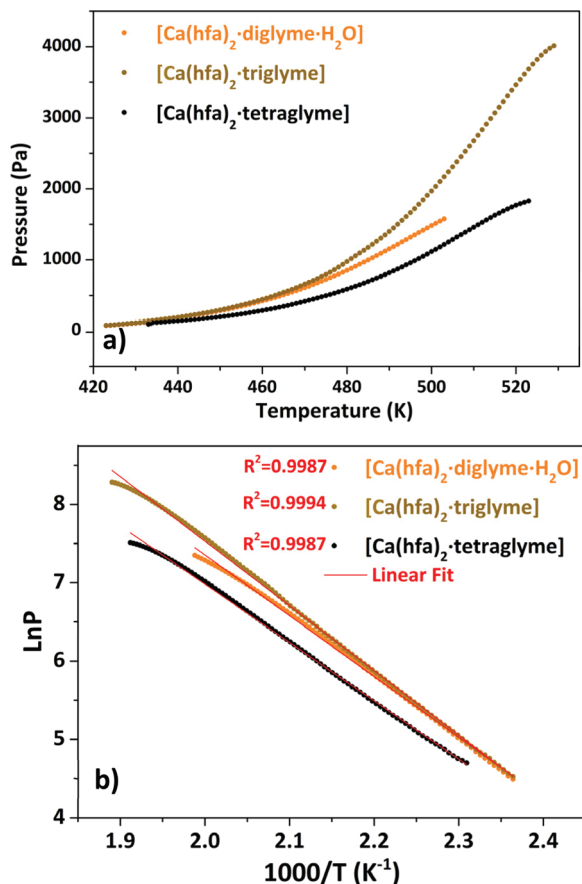 [Ca(hfa)₂·diglyme·H₂O]
[Ca(hfa)₂·triglyme]
[Ca(hfa)₂·tetraglyme]
Pressure (Pa)
4000
3000
2000
1000
0
a)
420 440 460 480 500 520
Temperature (K)
R²=0.9987 [Ca(hfa)₂·diglyme·H₂O]
R²=0.9994 [Ca(hfa)₂·triglyme]
R²=0.9987 [Ca(hfa)₂·tetraglyme]
Linear Fit
LnP
8
7
6
5
4
b)
1.9 2.0 2.1 2.2 2.3 2.4
1000/T (K⁻¹)